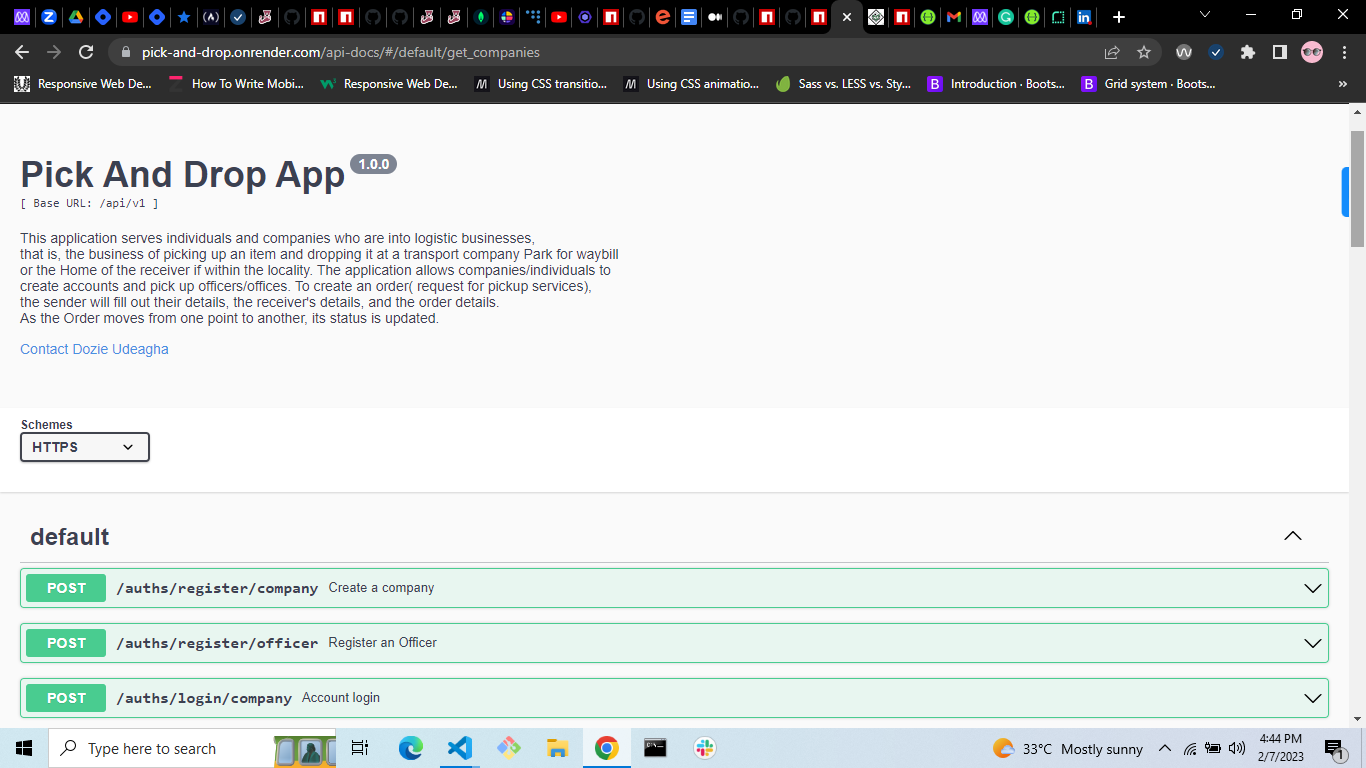 pick-and-drop.onrender.com/api-docs/#/default/get_companies
Responsive Web De...
How To Write Mobi...
Responsive Web De...
Using CSS transitio...
Using CSS animatio...
Sass vs. LESS vs. Sty...
Introduction · Boots...
Grid system · Boots...
»
Pick And Drop App 1.0.0
[ Base URL: /api/v1 ]
This application serves individuals and companies who are into logistic businesses,
that is, the business of picking up an item and dropping it at a transport company Park for waybill
or the Home of the receiver if within the locality. The application allows companies/individuals to
create accounts and pick up officers/offices. To create an order( request for pickup services),
the sender will fill out their details, the receiver's details, and the order details.
As the Order moves from one point to another, its status is updated.
Contact Dozie Udeagha
Schemes
HTTPS
default
POST /auths/register/company Create a company
POST /auths/register/officer Register an Officer
POST /auths/login/company Account login
Type here to search
33°C Mostly sunny
4:44 PM
2/7/2023
1